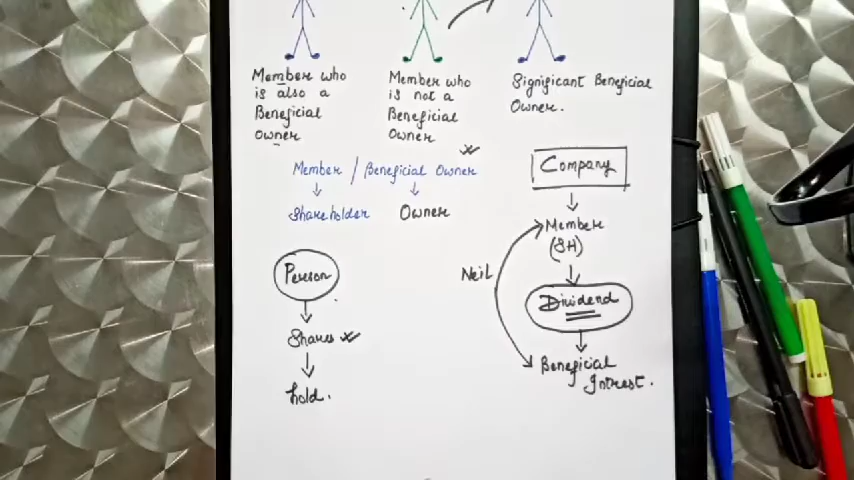 Member who
is also a
Beneficial
Owner
Member who
is not a
Beneficial
Owner
Significant Beneficial
Owner.
Member / Beneficial Owner
Shareholder Owner
Company
Member
(SH)
Neil
Dividend
Beneficial
Interest.
Person
Shares
hold.